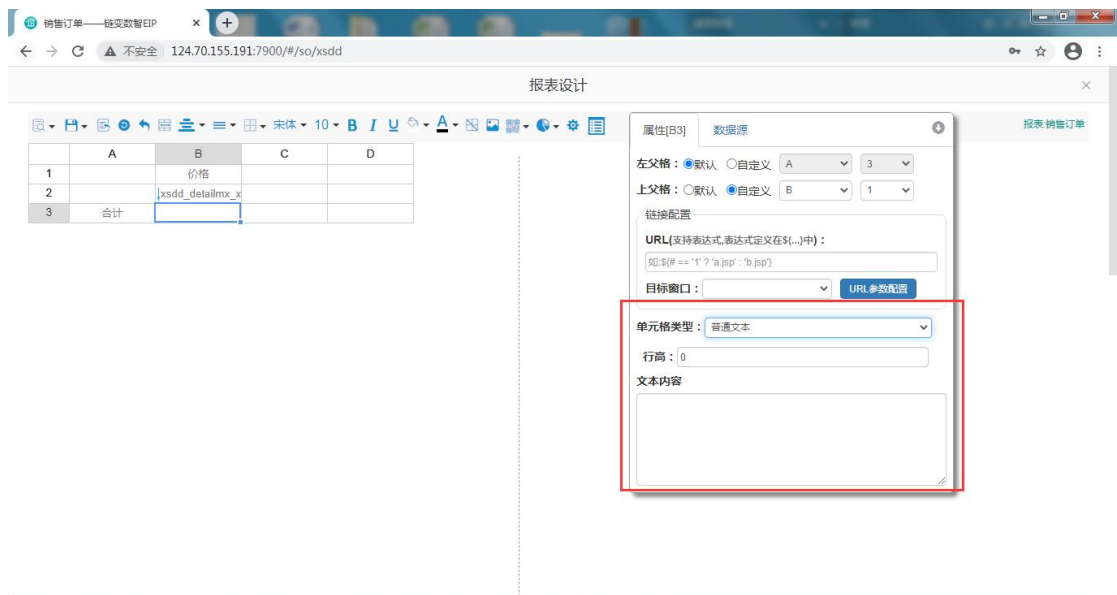 销售订单——链变数智EIP
不安全 124.70.155.191:7900/#/so/xsdd
报表设计
宋体 10 B I U A
属性[B3] 数据源
报表:销售订单
A B C D
1 价格
2 xsdd_detailmx_x
3 合计
左父格：默认 自定义 A 3
上父格：默认 自定义 B 1
链接配置
URL(支持表达式,表达式定义在${...}中)：
如:${# == '1' ? 'a.jsp' : 'b.jsp'}
目标窗口： URL参数配置
单元格类型： 普通文本
行高： 0
文本内容